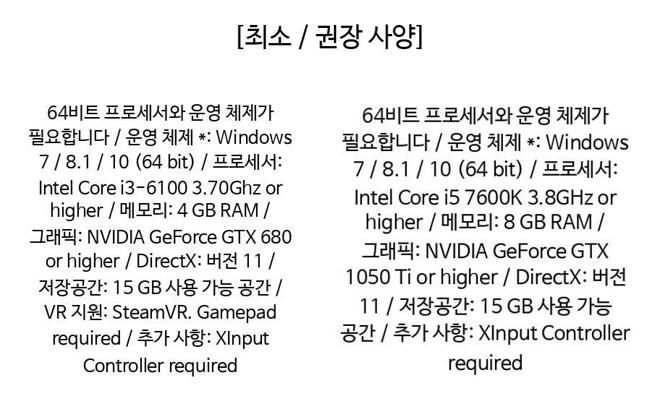 [최소 / 권장 사양]
64비트 프로세서와 운영 체제가
필요합니다 / 운영 체제 *: Windows
7 / 8.1 / 10 (64 bit) / 프로세서:
Intel Core i3-6100 3.70Ghz or
higher / 메모리: 4 GB RAM /
그래픽: NVIDIA GeForce GTX 680
or higher / DirectX: 버전 11 /
저장공간: 15 GB 사용 가능 공간 /
VR 지원: SteamVR. Gamepad
required / 추가 사항: XInput
Controller required
64비트 프로세서와 운영 체제가
필요합니다 / 운영 체제 *: Windows
7 / 8.1 / 10 (64 bit) / 프로세서:
Intel Core i5 7600K 3.8GHz or
higher / 메모리: 8 GB RAM /
그래픽: NVIDIA GeForce GTX
1050 Ti or higher / DirectX: 버전
11 / 저장공간: 15 GB 사용 가능
공간 / 추가 사항: XInput Controller
required